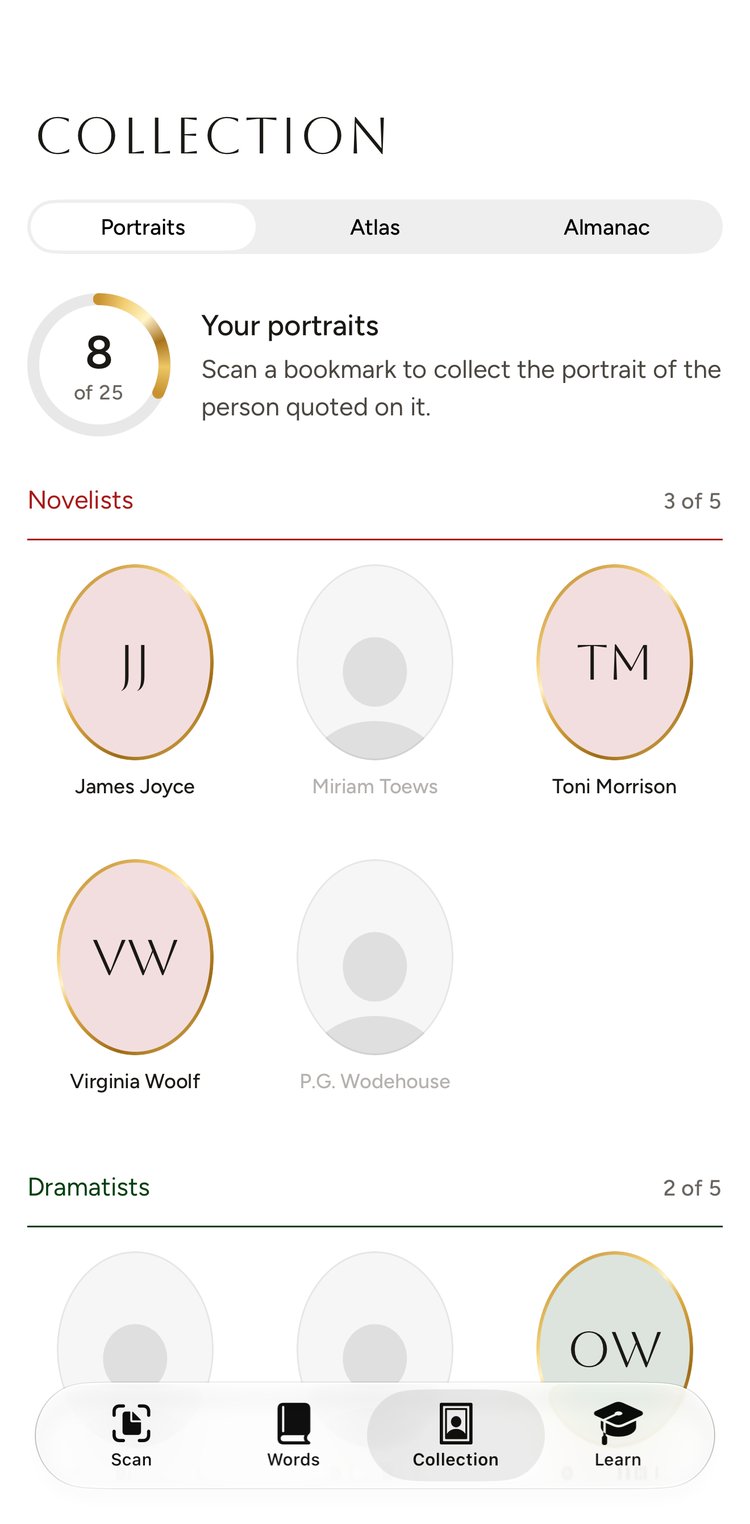 COLLECTION
Portraits
Atlas
Almanac
8
of 25
Your portraits
Scan a bookmark to collect the portrait of the
person quoted on it.
Novelists
3 of 5
JJ
TM
James Joyce
Miriam Toews
Toni Morrison
VW
Virginia Woolf
P.G. Wodehouse
Dramatists
2 of 5
OW
Scan
Words
Collection
Learn